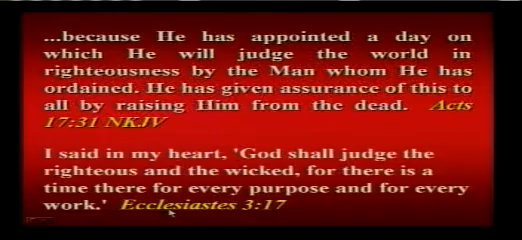 ...because He has appointed a day on
which He will judge the world in
righteousness by the Man whom He has
ordained. He has given assurance of this to
all by raising Him from the dead. Acts
17:31 NKJV
I said in my heart, 'God shall judge the
righteous and the wicked, for there is a
time there for every purpose and for every
work.' Ecclesiastes 3:17